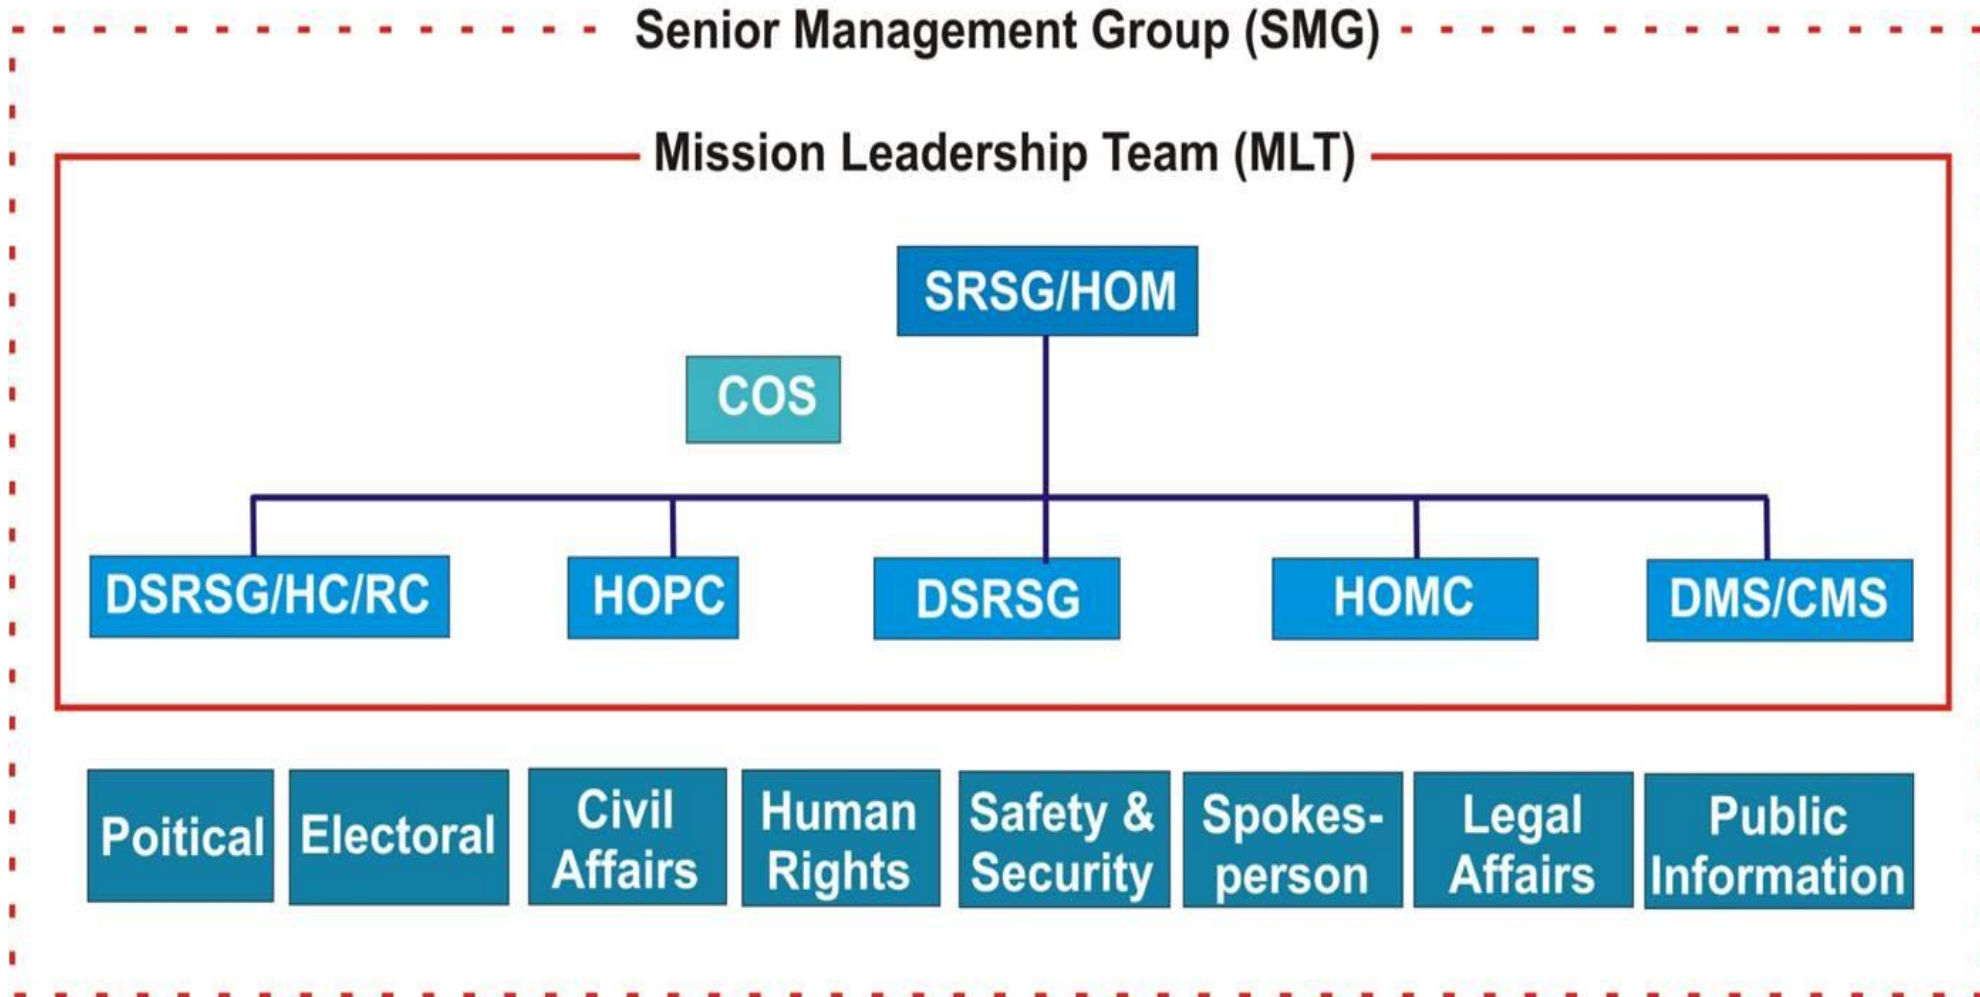 Senior Management Group (SMG)
Mission Leadership Team (MLT)
SRSG/HOM
COS
DSRSG/HC/RC
HOPC
DSRSG
HOMC
DMS/CMS
Poitical
Electoral
Civil
Affairs
Human
Rights
Safety &
Security
Spokes-
person
Legal
Affairs
Public
Information